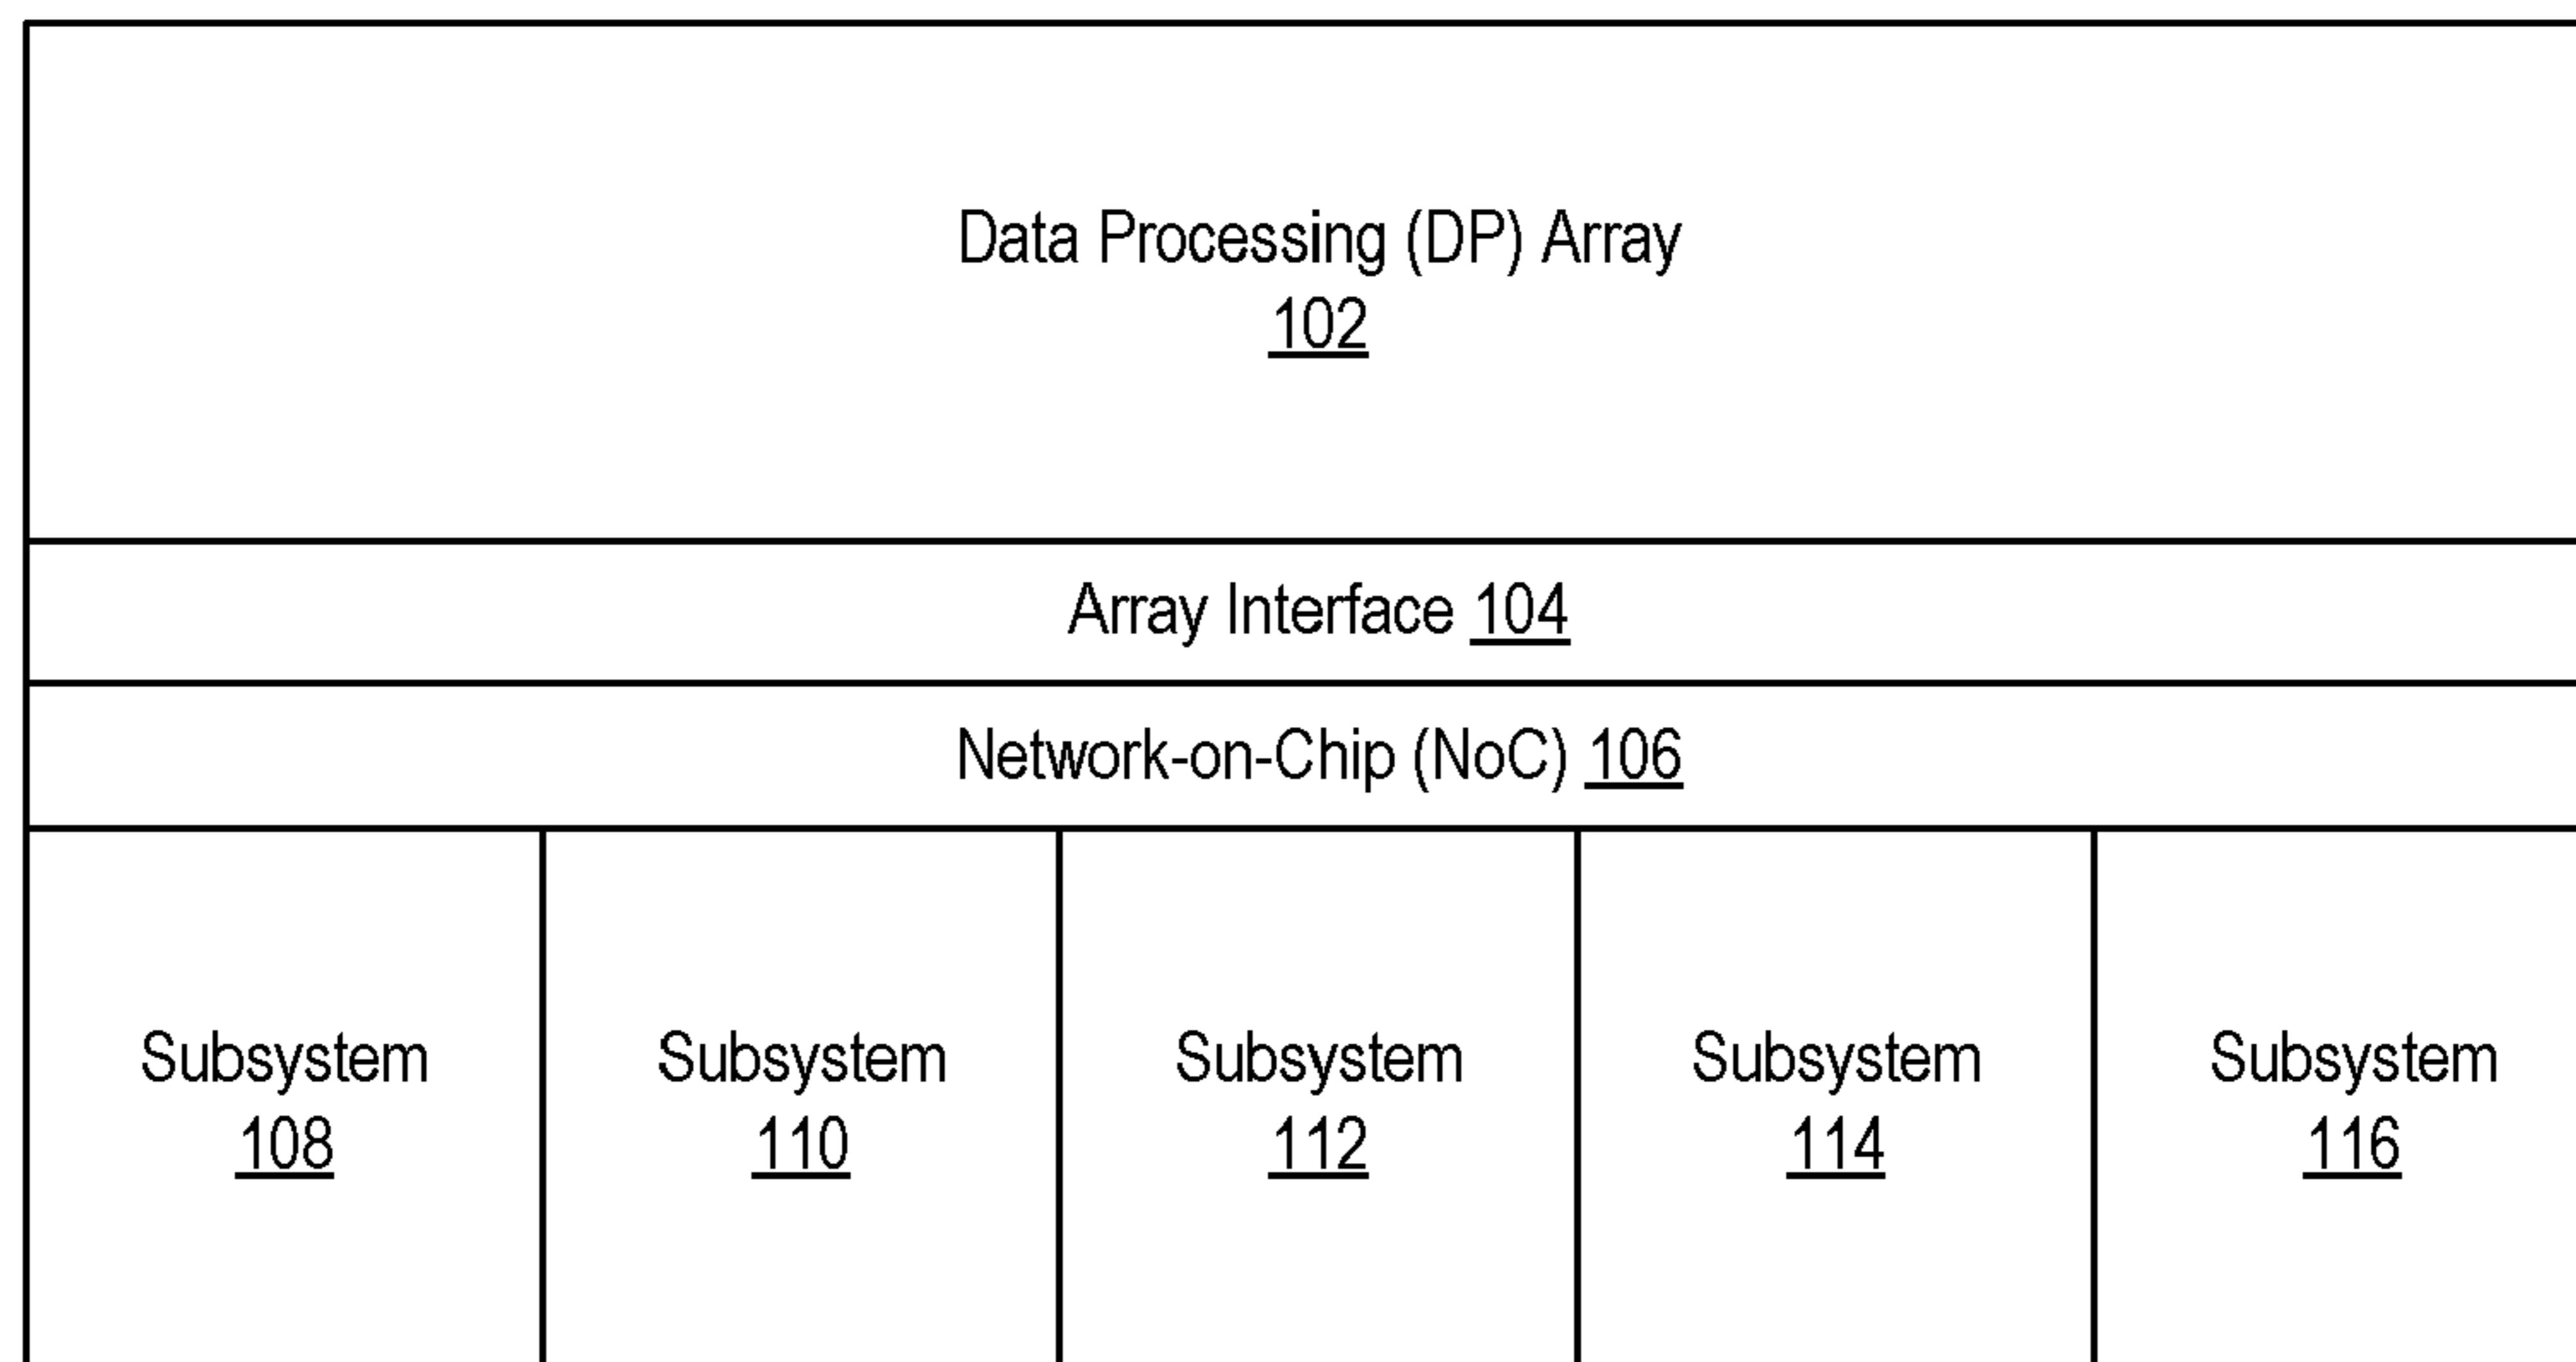 Data Processing (DP) Array
102
Array Interface 104
Network-on-Chip (NoC) 106
Subsystem
108
Subsystem
110
Subsystem
112
Subsystem
114
Subsystem
116